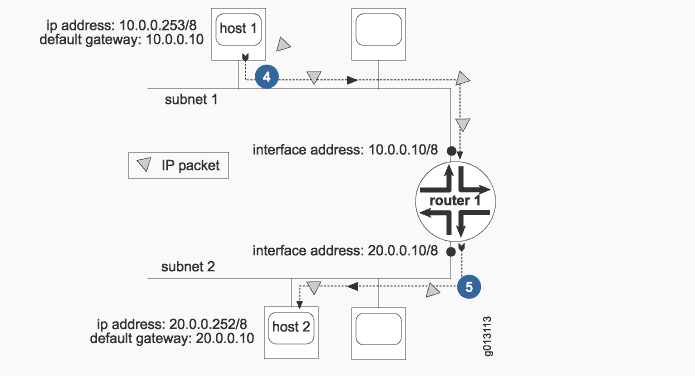 ip address: 10.0.0.253/8
default gateway: 10.0.0.10
host 1
4
subnet 1
interface address: 10.0.0.10/8
IP packet
router 1
interface address: 20.0.0.10/8
subnet 2
5
ip address: 20.0.0.252/8
default gateway: 20.0.0.10
host 2
g013113